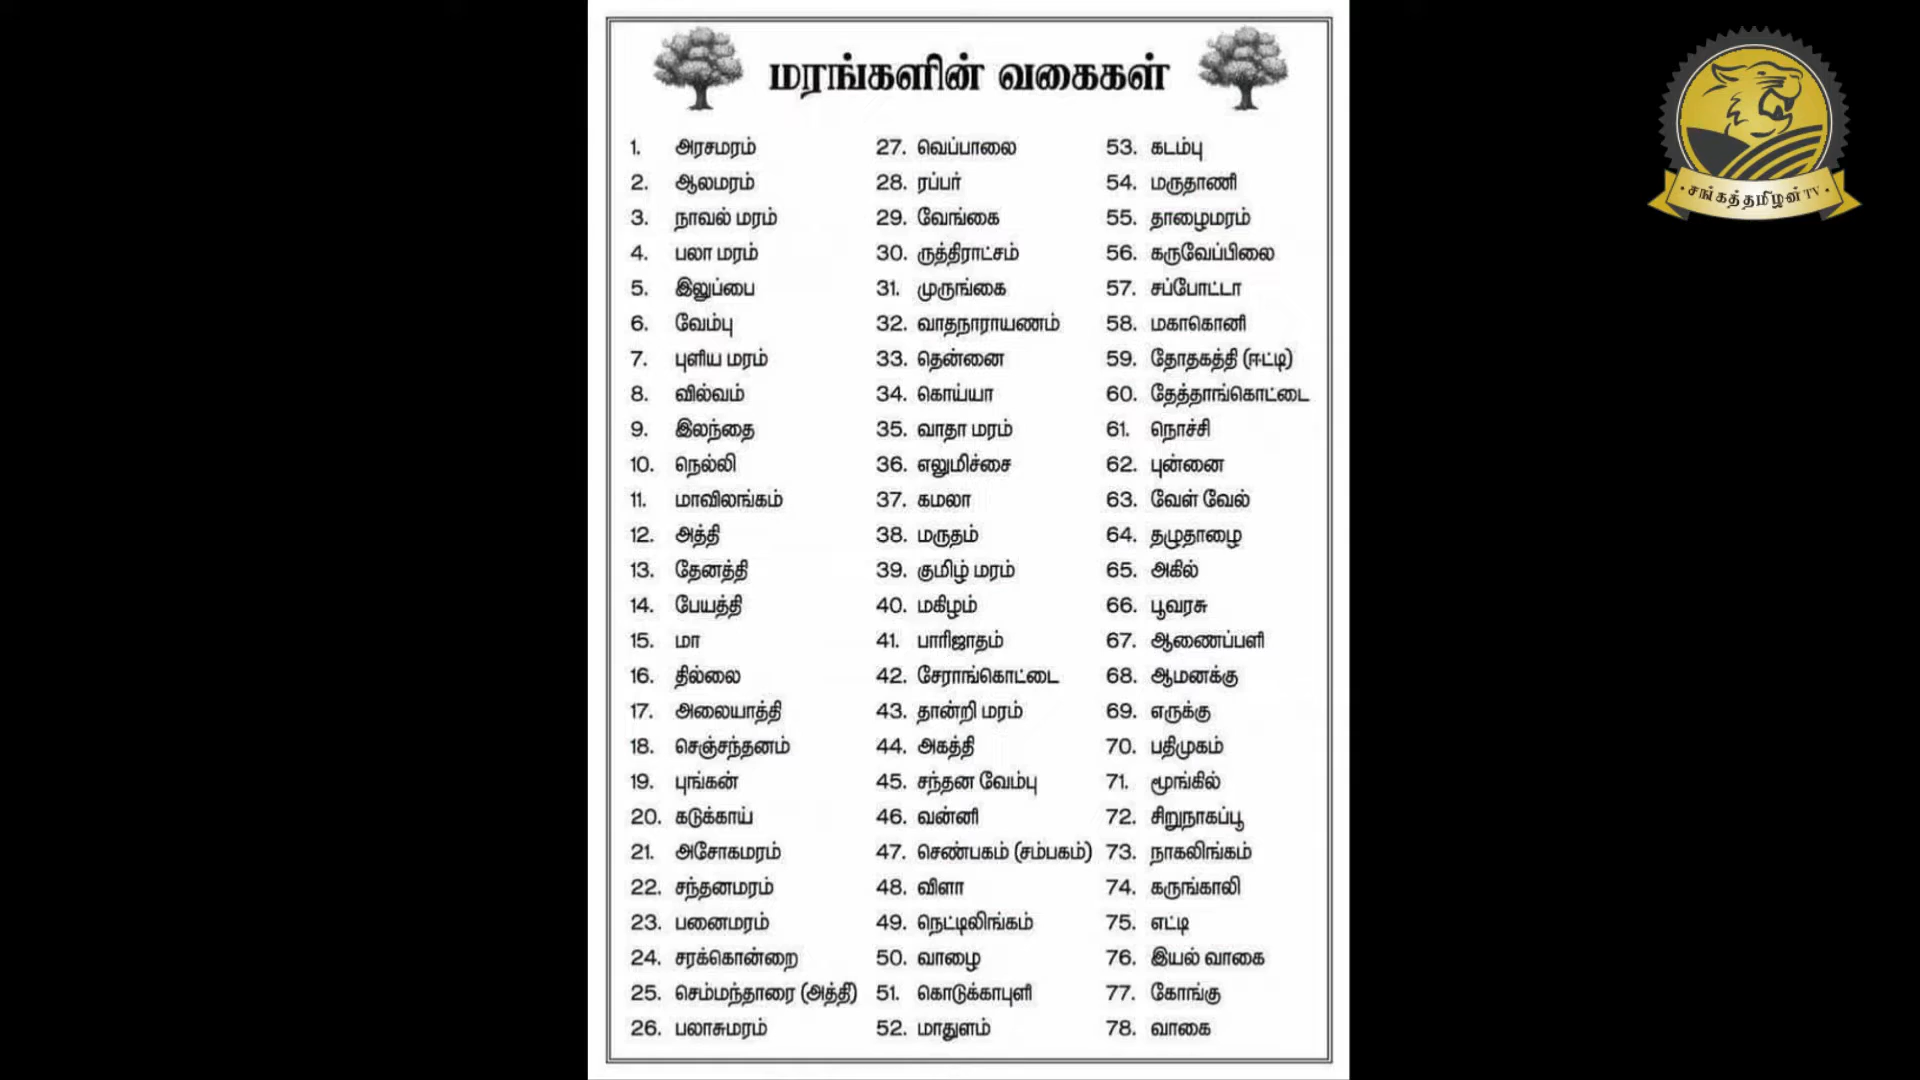 மரங்களின் வகைகள்
1. அரசமரம்
2. ஆலமரம்
3. நாவல் மரம்
4. பலா மரம்
5. இலுப்பை
6. வேம்பு
7. புளிய மரம்
8. வில்வம்
9. இலந்தை
10. நெல்லி
11. மாவிலங்கம்
12. அத்தி
13. தேனத்தி
14. பேயத்தி
15. மா
16. தில்லை
17. அலையாத்தி
18. செஞ்சந்தனம்
19. புங்கன்
20. கடுக்காய்
21. அசோகமரம்
22. சந்தனமரம்
23. பனைமரம்
24. சரக்கொன்றை
25. செம்மந்தாரை (அத்தி)
26. பலாசுமரம்
27. வெப்பாலை
28. ரப்பர்
29. வேங்கை
30. ருத்திராட்சம்
31. முருங்கை
32. வாதநாராயணம்
33. தென்னை
34. கொய்யா
35. வாதா மரம்
36. எலுமிச்சை
37. கமலா
38. மருதம்
39. குமிழ் மரம்
40. மகிழம்
41. பாரிஜாதம்
42. சேராங்கொட்டை
43. தான்றி மரம்
44. அகத்தி
45. சந்தன வேம்பு
46. வன்னி
47. செண்பகம் (சம்பகம்)
48. விளா
49. நெட்டிலிங்கம்
50. வாழை
51. கொடுக்காபுளி
52. மாதுளம்
53. கடம்பு
54. மருதாணி
55. தாழைமரம்
56. கருவேப்பிலை
57. சப்போட்டா
58. மகாகொனி
59. தோதகத்தி (ஈட்டி)
60. தேத்தாங்கொட்டை
61. நொச்சி
62. புன்னை
63. வேள் வேல்
64. தழுதாழை
65. அகில்
66. பூவரசு
67. ஆணைப்பளி
68. ஆமனக்கு
69. எருக்கு
70. பதிமுகம்
71. மூங்கில்
72. சிறுநாகப்பூ
73. நாகலிங்கம்
74. கருங்காலி
75. எட்டி
76. இயல் வாகை
77. கோங்கு
78. வாகை
சங்கத்தமிழன் TV